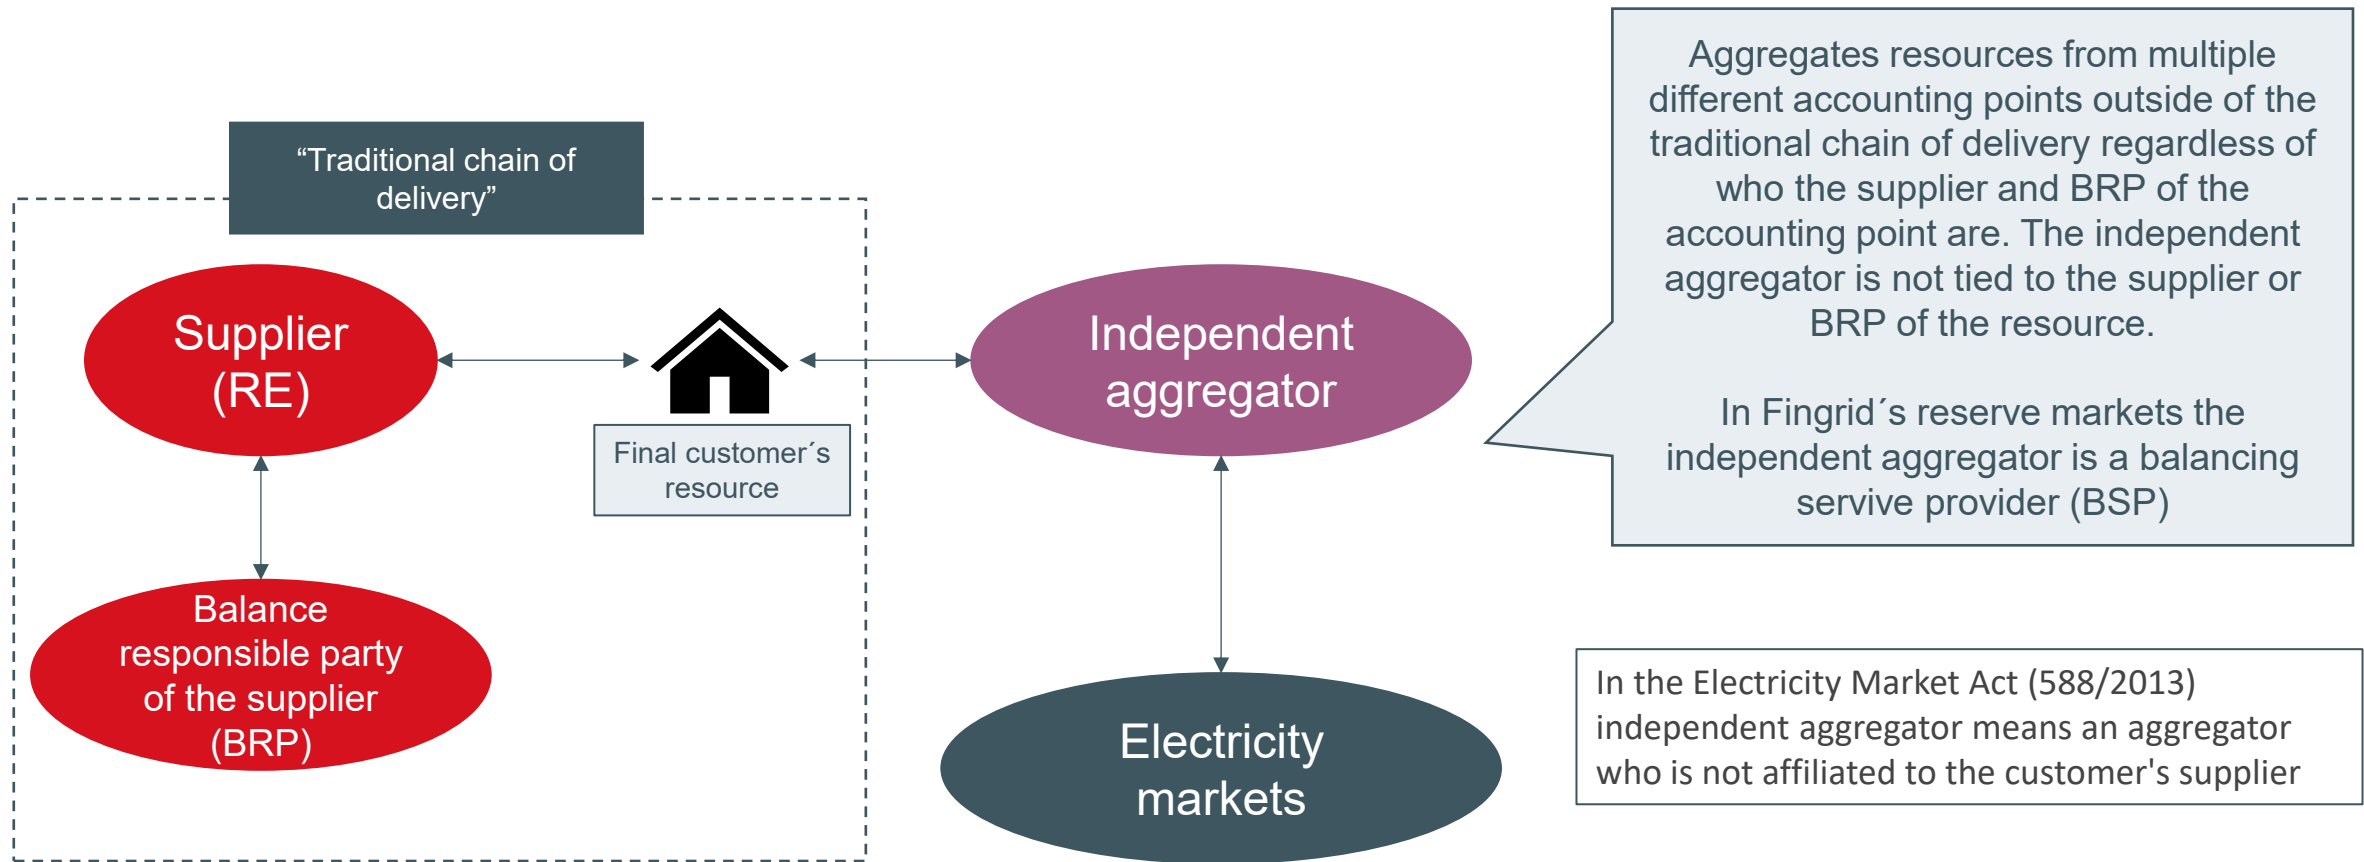 “Traditional chain of
delivery”
Supplier
(RE)
Final customer´s
resource
Balance
responsible party
of the supplier
(BRP)
Independent
aggregator
Electricity
markets
Aggregates resources from multiple
different accounting points outside of the
traditional chain of delivery regardless of
who the supplier and BRP of the
accounting point are. The independent
aggregator is not tied to the supplier or
BRP of the resource.
In Fingrid´s reserve markets the
independent aggregator is a balancing
servive provider (BSP)
In the Electricity Market Act (588/2013)
independent aggregator means an aggregator
who is not affiliated to the customer's supplier